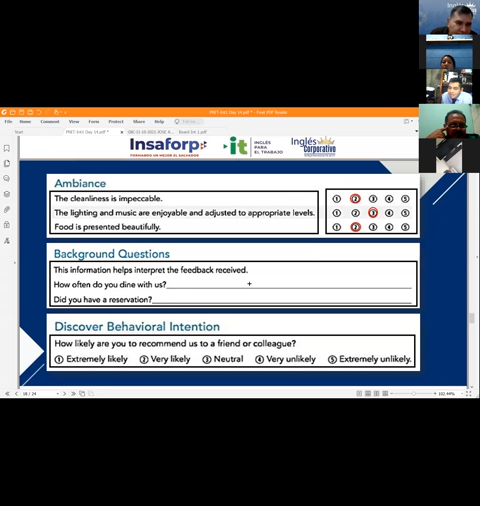 File Home Comment View Form Protect Share Help
Start
Insaforp
FORMANDO UN MEJOR EL SALVADOR
it INGLÉS PARA EL TRABAJO
Inglés Corporativo
Ambiance
The cleanliness is impeccable. 1 2 3 4 5
The lighting and music are enjoyable and adjusted to appropriate levels. 1 2 3 4 5
Food is presented beautifully. 1 2 3 4 5
Background Questions
This information helps interpret the feedback received.
How often do you dine with us?
Did you have a reservation?
Discover Behavioral Intention
How likely are you to recommend us to a friend or colleague?
1 Extremely likely 2 Very likely 3 Neutral 4 Very unlikely 5 Extremely unlikely.
18 / 24
102.44%